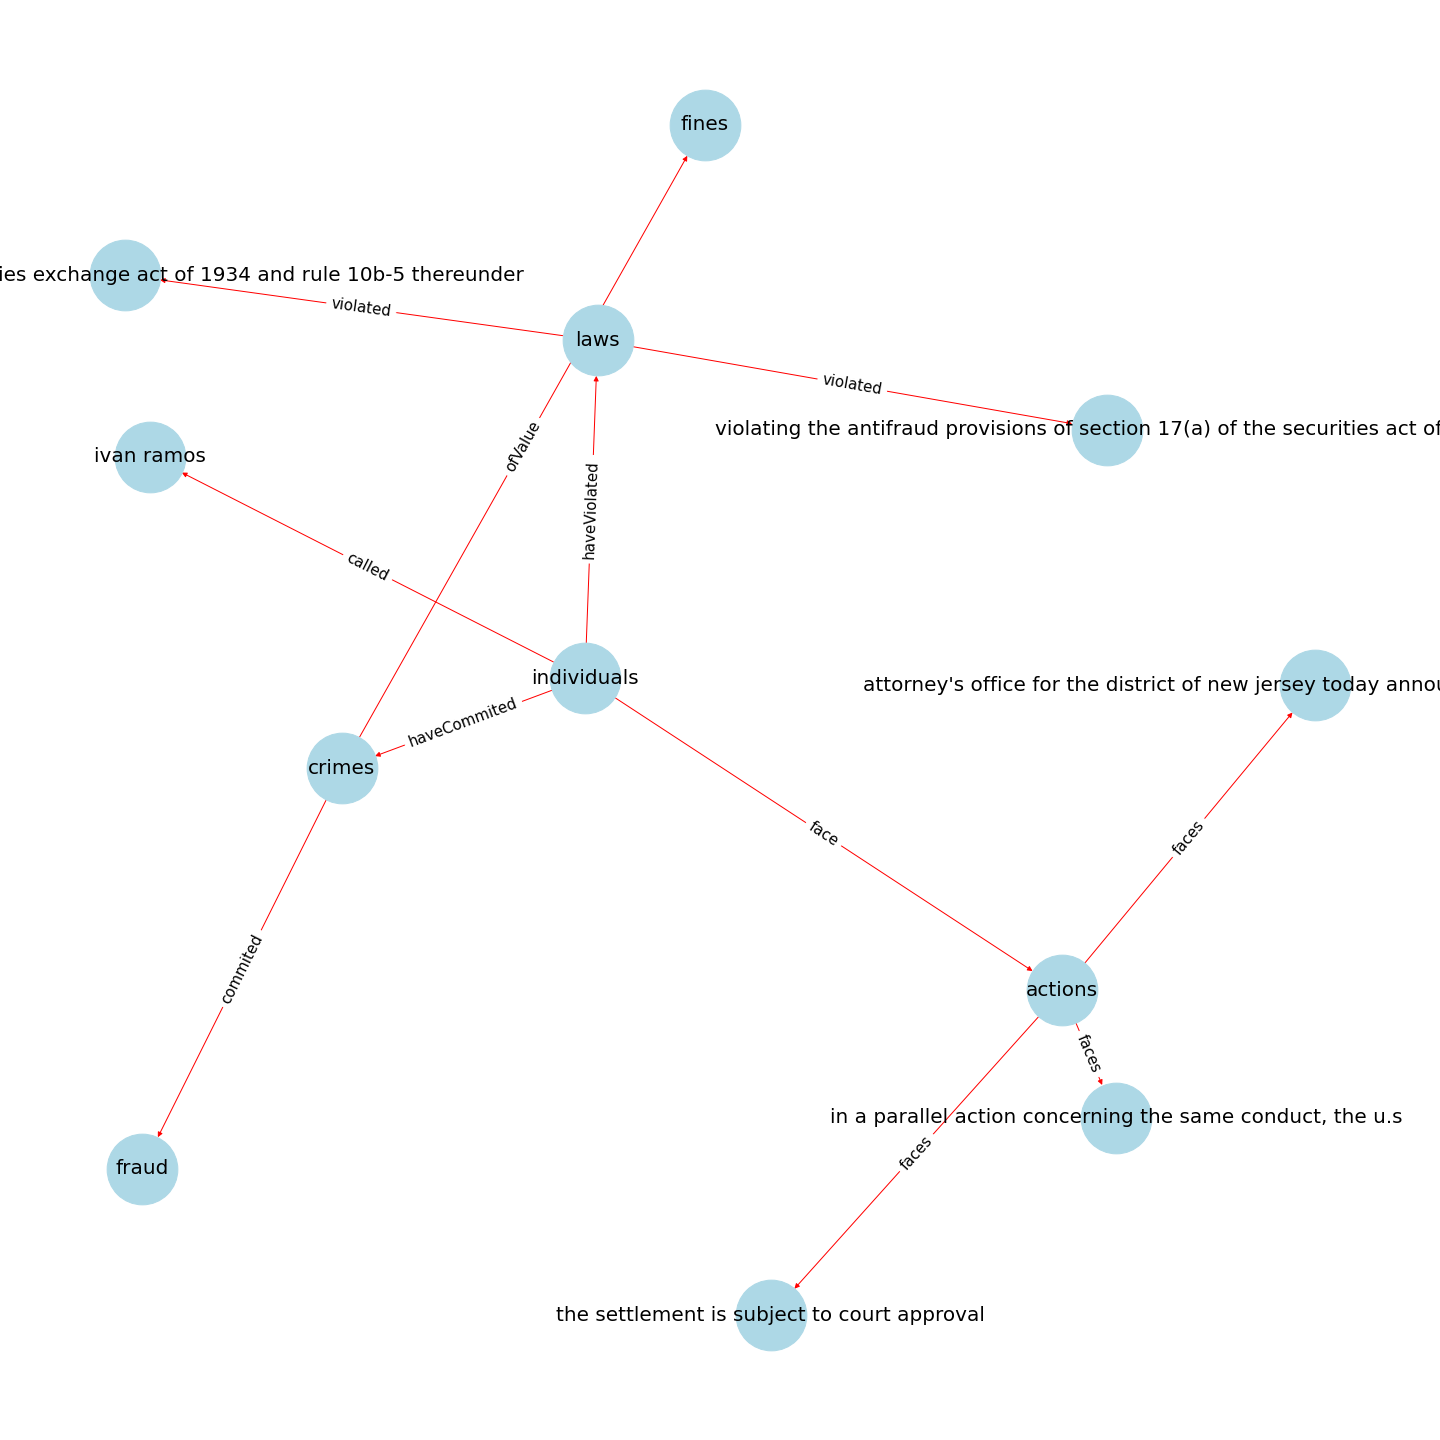 fines
ies exchange act of 1934 and rule 10b-5 thereunder
violated
laws
violated
violating the antifraud provisions of section 17(a) of the securities act of
ofValue
ivan ramos
haveViolated
called
individuals
attorney's office for the district of new jersey today
haveCommited
crimes
face
faces
commited
actions
faces
in a parallel action concerning the same conduct, the u.s
faces
fraud
the settlement is subject to court approval